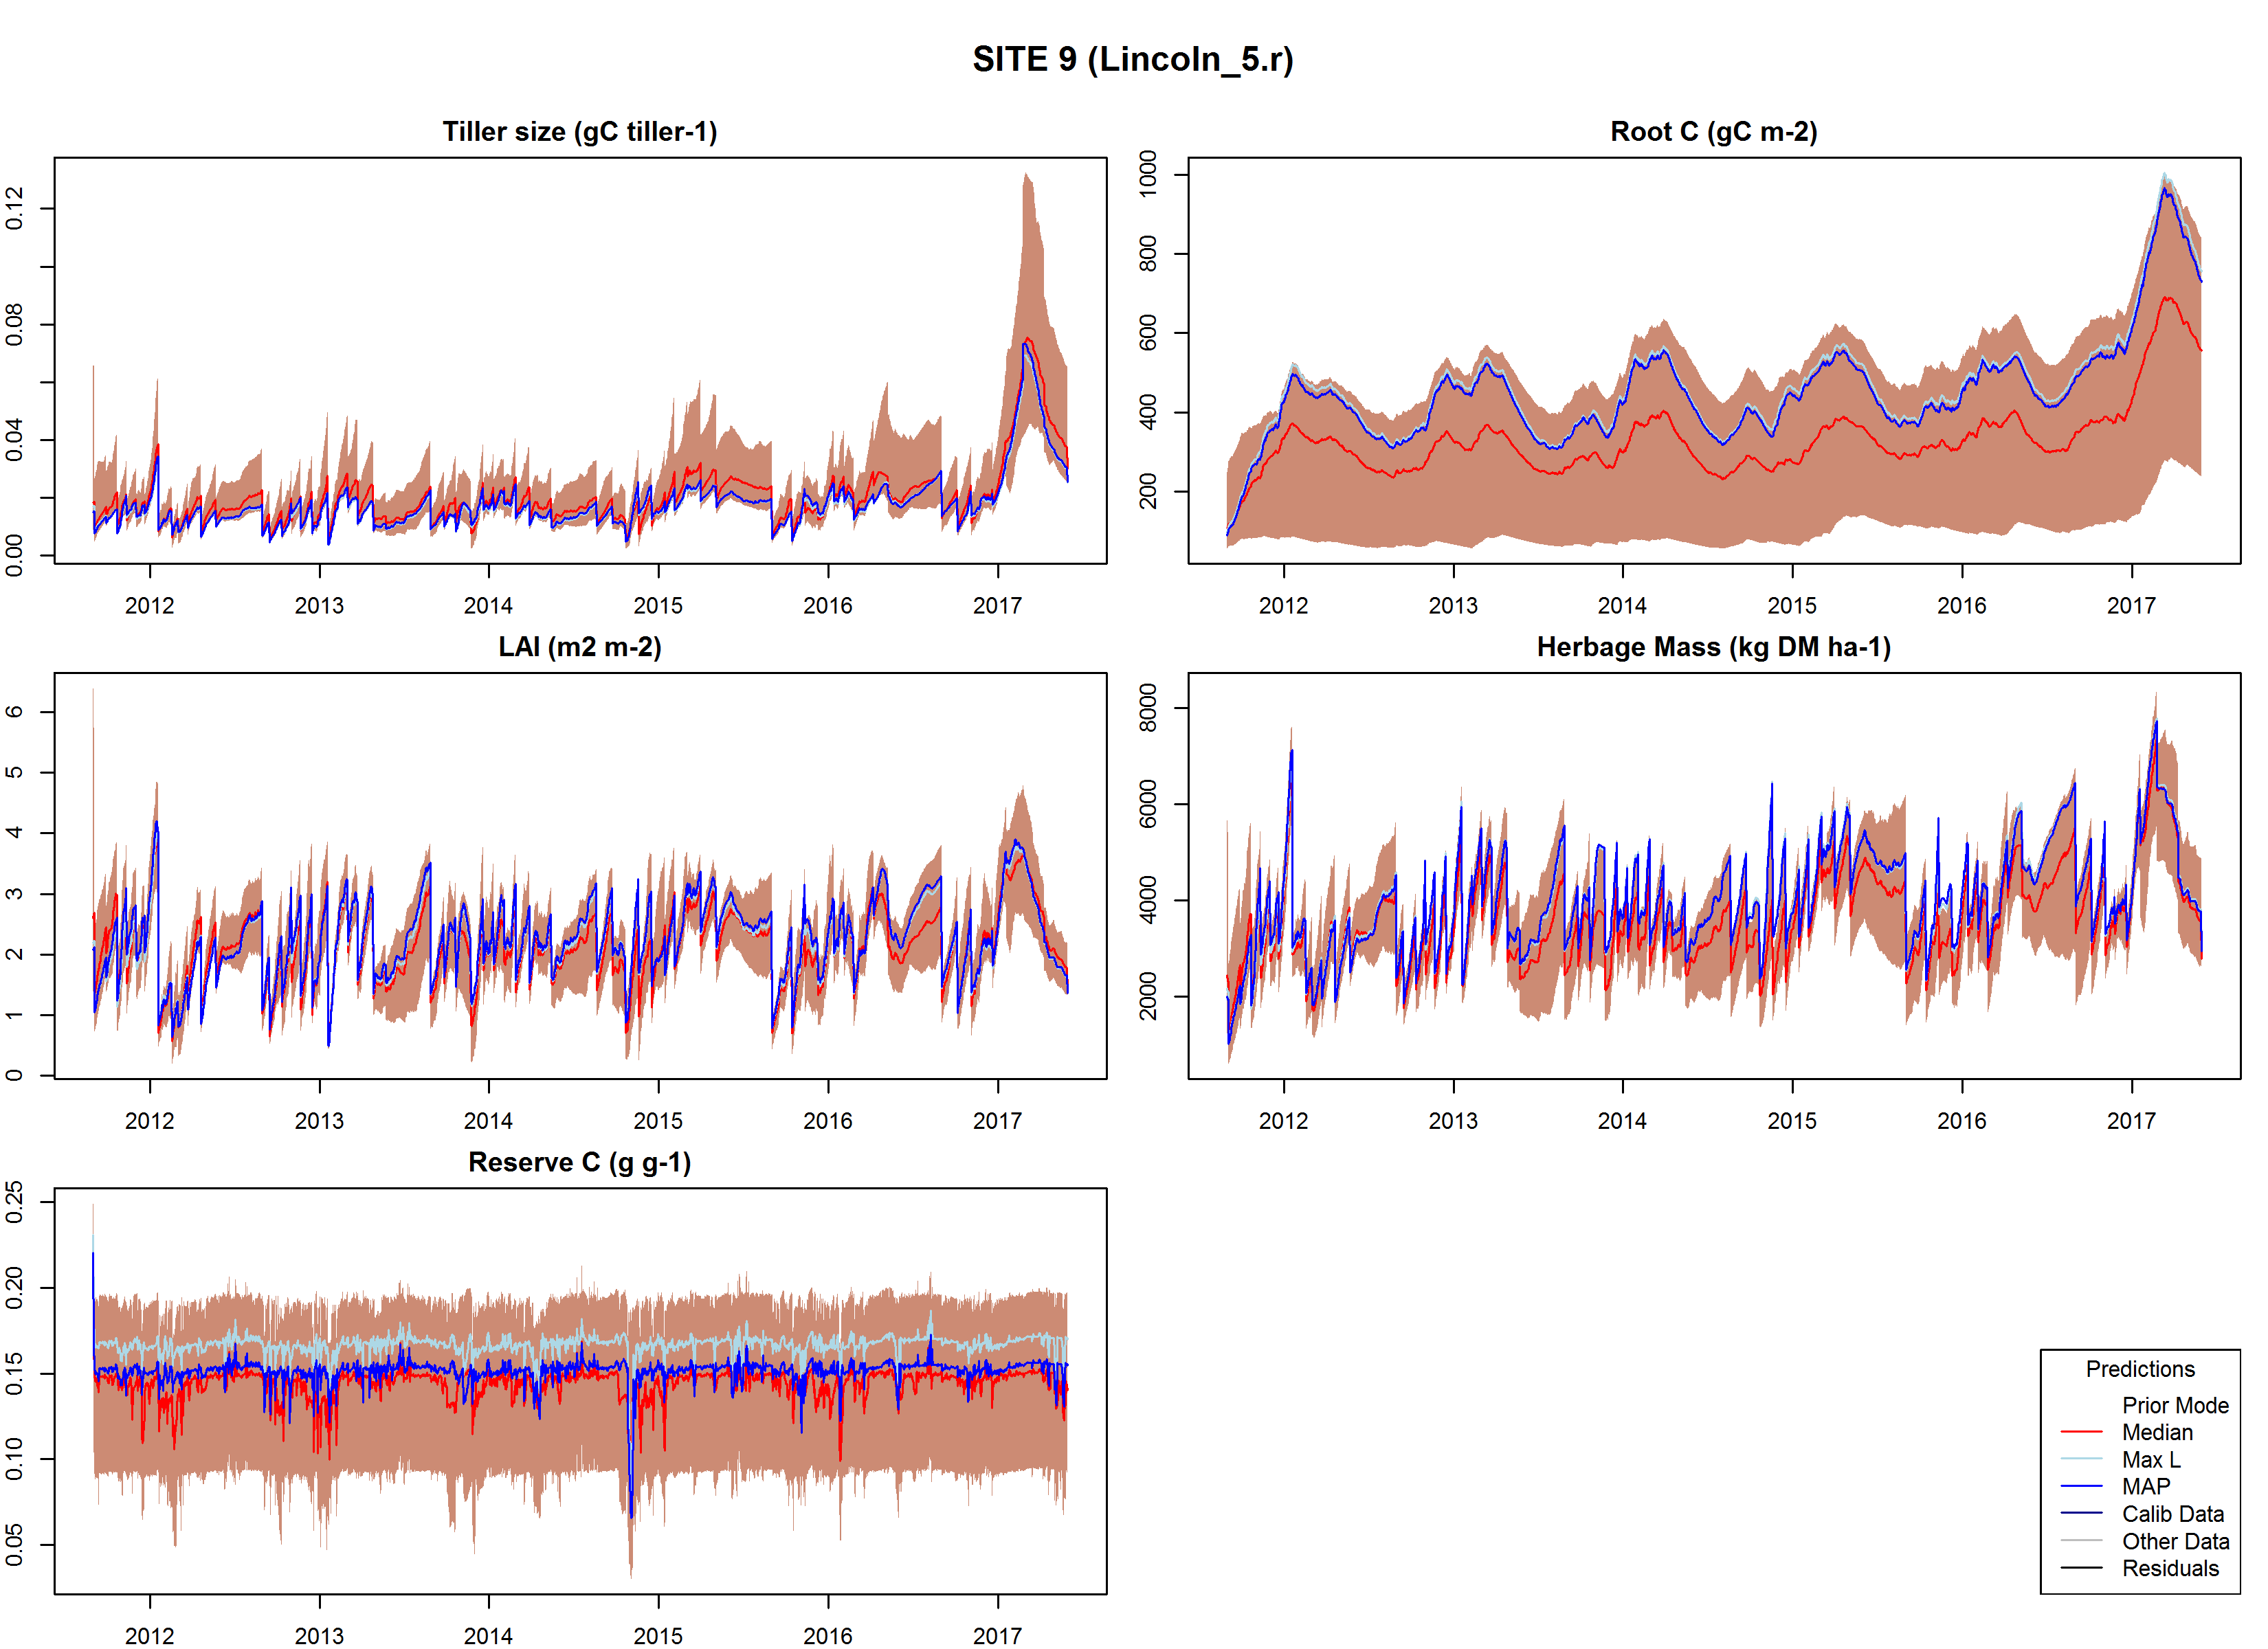 SITE 9 (Lincoln_5.r)
Tiller size (gC tiller-1)
0.00 0.04 0.08 0.12
2012 2013 2014 2015 2016 2017
Root C (gC m-2)
200 400 600 800 1000
2012 2013 2014 2015 2016 2017
LAI (m2 m-2)
0 1 2 3 4 5 6
2012 2013 2014 2015 2016 2017
Herbage Mass (kg DM ha-1)
2000 4000 6000 8000
2012 2013 2014 2015 2016 2017
Reserve C (g g-1)
0.05 0.10 0.15 0.20 0.25
2012 2013 2014 2015 2016 2017
Predictions
Prior Mode
Median
Max L
MAP
Calib Data
Other Data
Residuals